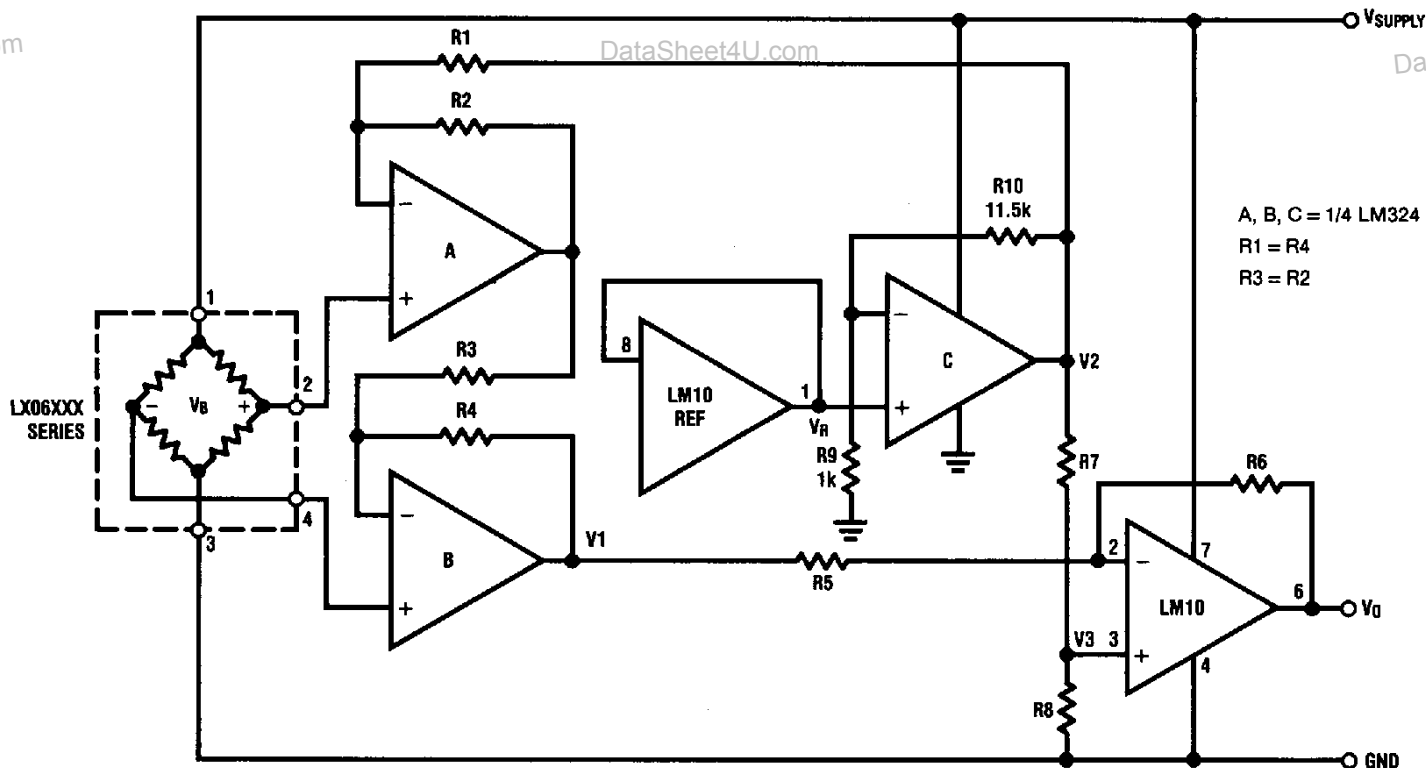 VSUPPLY
m
DataSheet4U.com
Da
R1
R2
A
−
+
R10
11.5k
A, B, C = 1/4 LM324
R1 = R4
R3 = R2
1
2
LX06XXX
SERIES
− VB +
4
3
R3
R4
8
LM10
REF
1
VR
−
C
+
V2
R9
1k
R7
R6
−
B
+
V1
R5
2
−
7
LM10
6
VO
V3
3
+
4
R8
GND